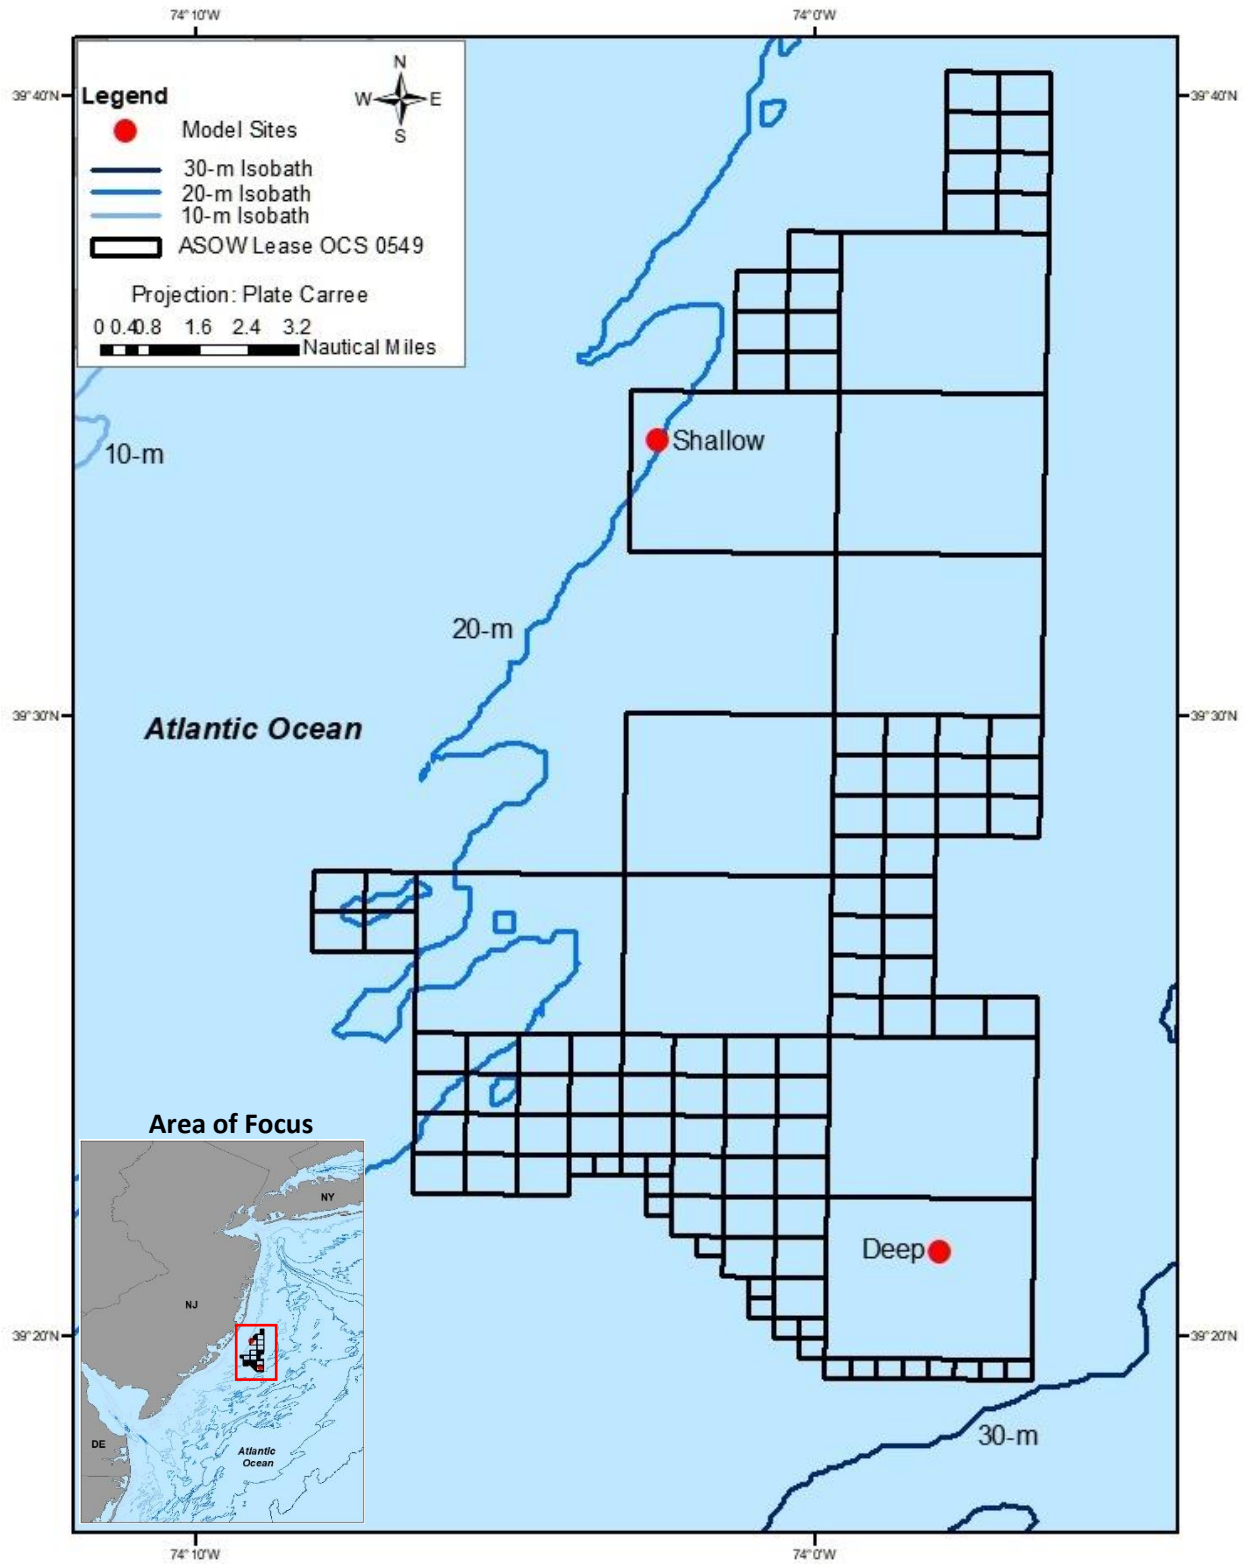 74°10'W
74°0'W
39°40'N
39°40'N
Legend
N
W
E
S
Model Sites
30-m Isobath
20-m Isobath
10-m Isobath
ASOW Lease OCS 0549
Projection: Plate Carree
0 0.4 0.8 1.6 2.4 3.2
Nautical Miles
Shallow
10-m
20-m
Atlantic Ocean
39°30'N
39°30'N
Area of Focus
NY
NJ
DE
Atlantic
Ocean
Deep
39°20'N
39°20'N
30-m
74°10'W
74°0'W